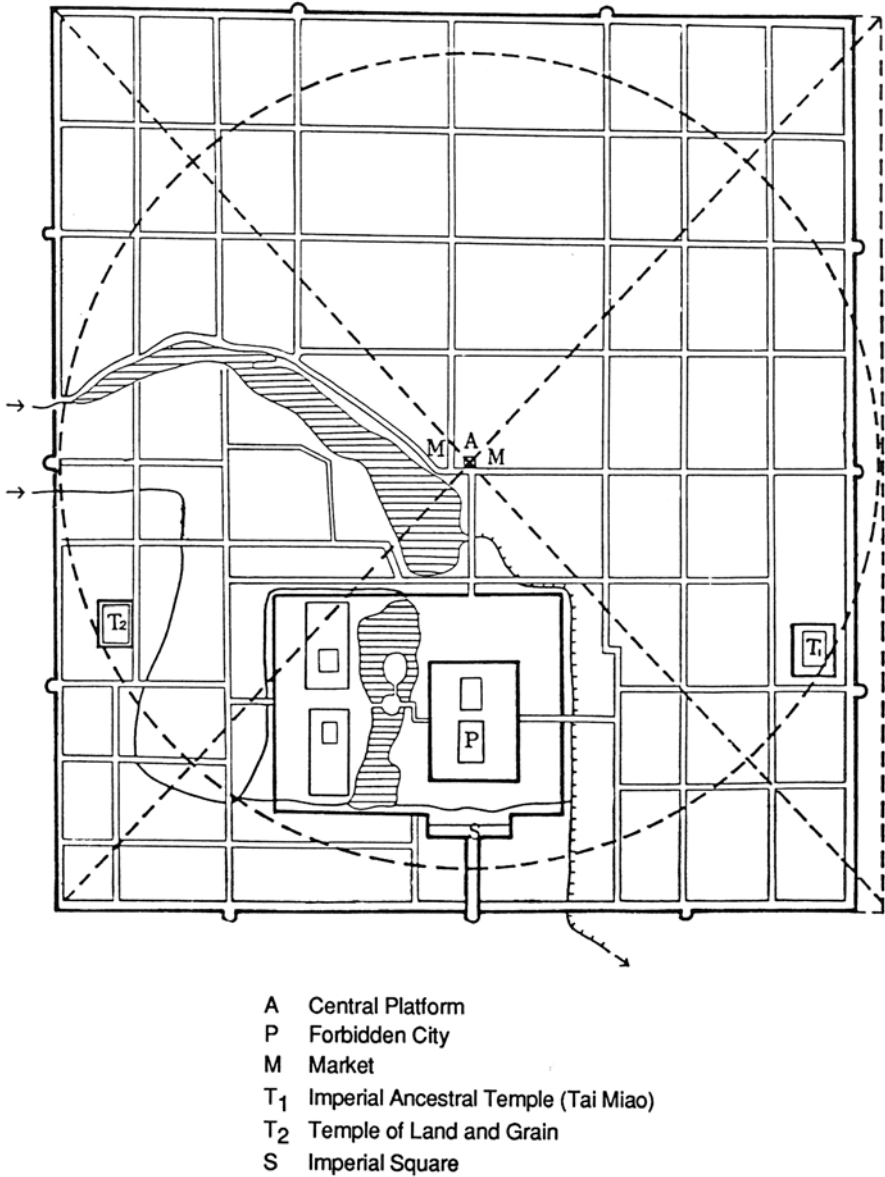 M A M
T2
T1
P
S
A Central Platform
P Forbidden City
M Market
T1 Imperial Ancestral Temple (Tai Miao)
T2 Temple of Land and Grain
S Imperial Square